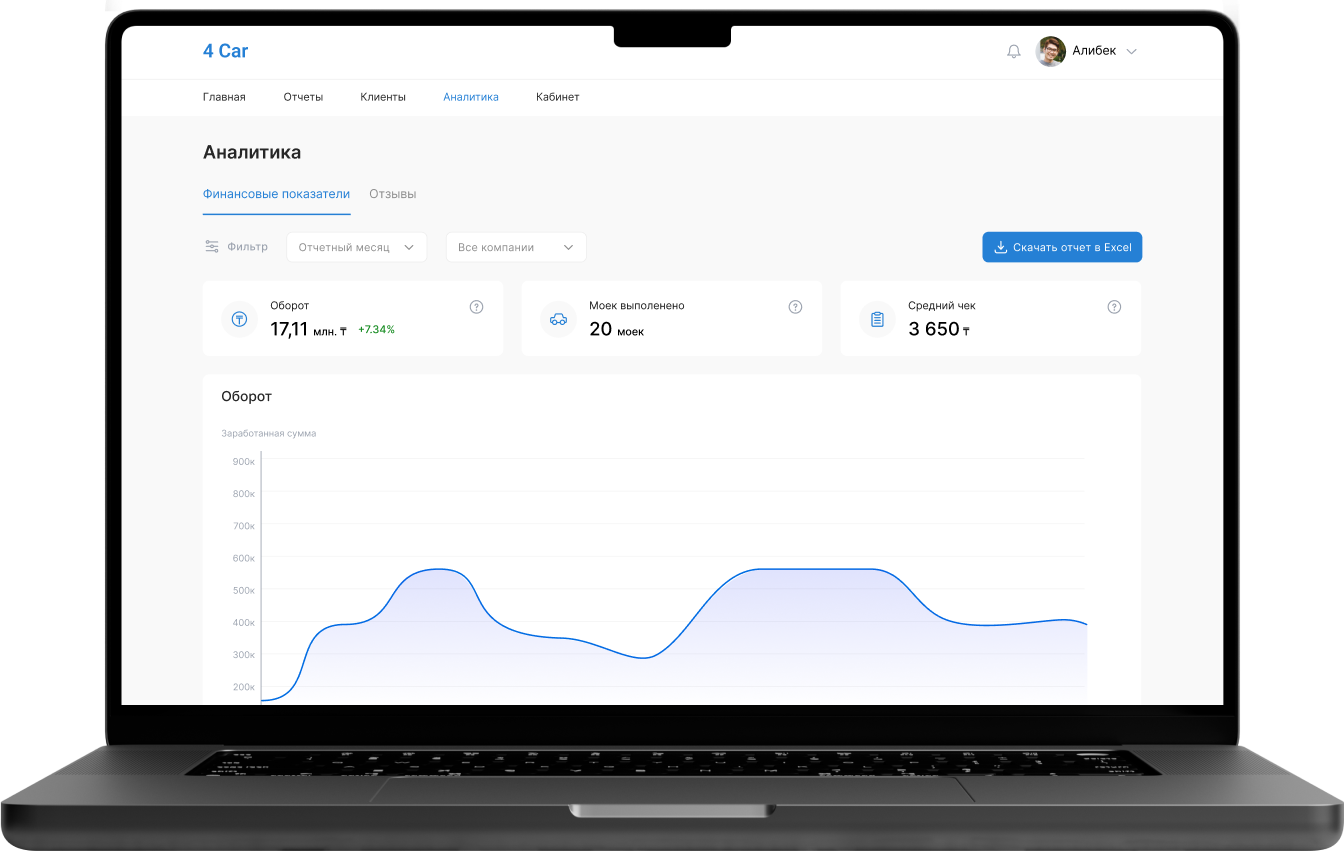 4 Car
Алибек
Главная Отчеты Клиенты Аналитика Кабинет
Аналитика
Финансовые показатели Отзывы
Фильтр Отчетный месяц Все компании Скачать отчет в Excel
Оборот
17,11 млн. ₸ +7.34%
Моек выполенено
20 моек
Средний чек
3 650 ₸
Оборот
Заработанная сумма
900к
800к
700к
600к
500к
400к
300к
200к